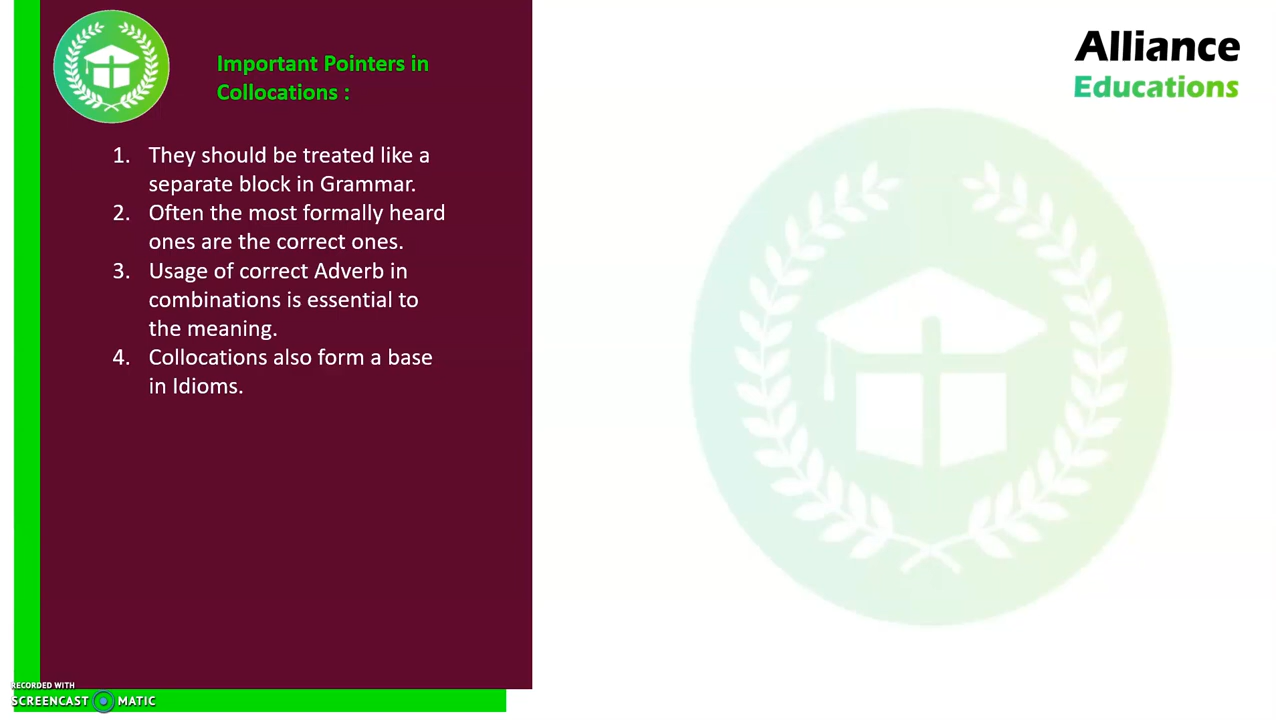 Important Pointers in
Collocations :
Alliance
Educations
1. They should be treated like a
separate block in Grammar.
2. Often the most formally heard
ones are the correct ones.
3. Usage of correct Adverb in
combinations is essential to
the meaning.
4. Collocations also form a base
in Idioms.
RECORDED WITH
SCREENCAST MATIC